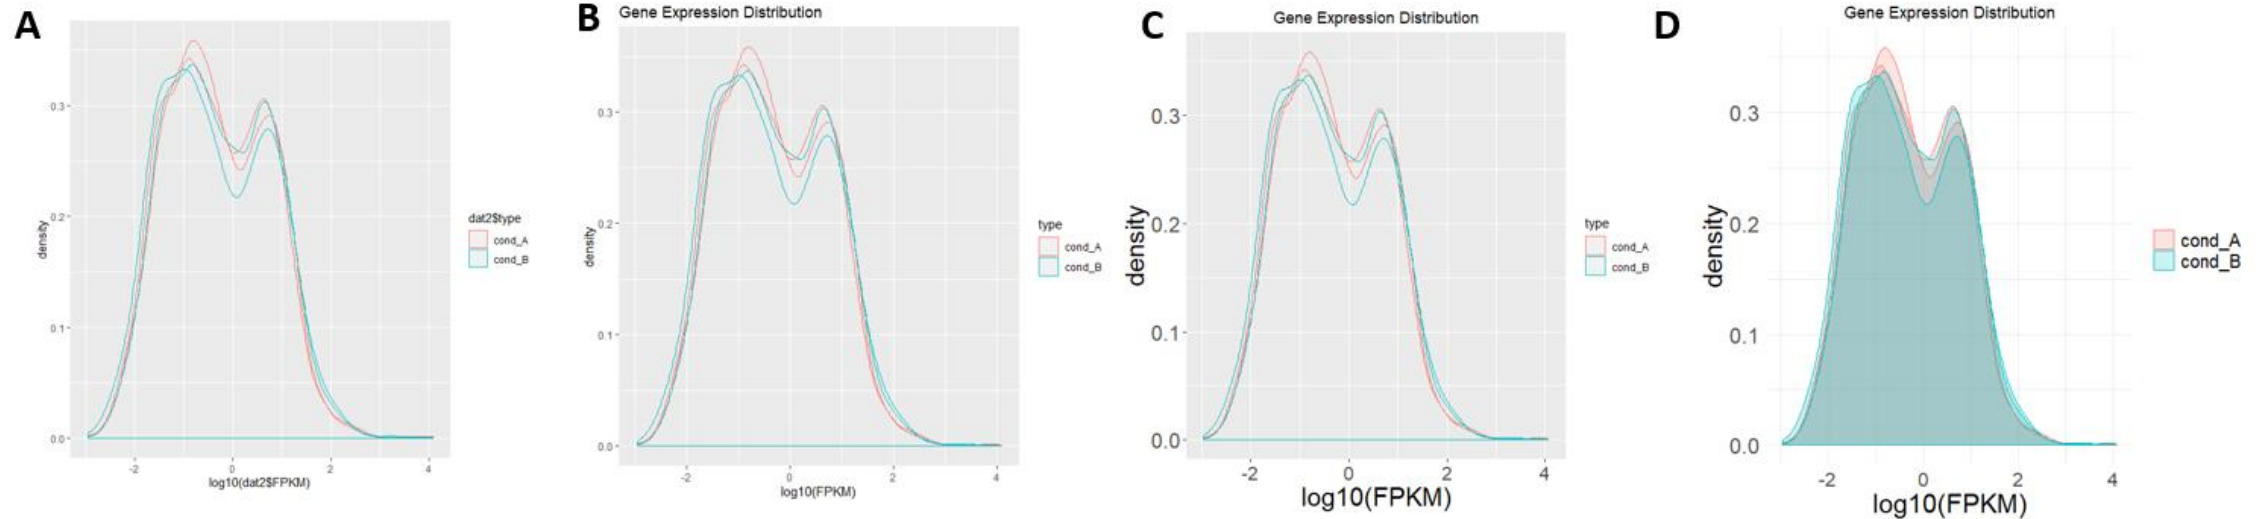 A
0.3
0.2
0.1
0.0
density
-2 0 2 4
log10(dat2$FPKM)
dat2$type
cond_A
cond_B
B
Gene Expression Distribution
0.3
0.2
0.1
0.0
density
-2 0 2 4
log10(FPKM)
type
cond_A
cond_B
C
Gene Expression Distribution
0.3
0.2
0.1
0.0
density
-2 0 2 4
log10(FPKM)
type
cond_A
cond_B
D
Gene Expression Distribution
0.3
0.2
0.1
0.0
density
-2 0 2 4
log10(FPKM)
cond_A
cond_B